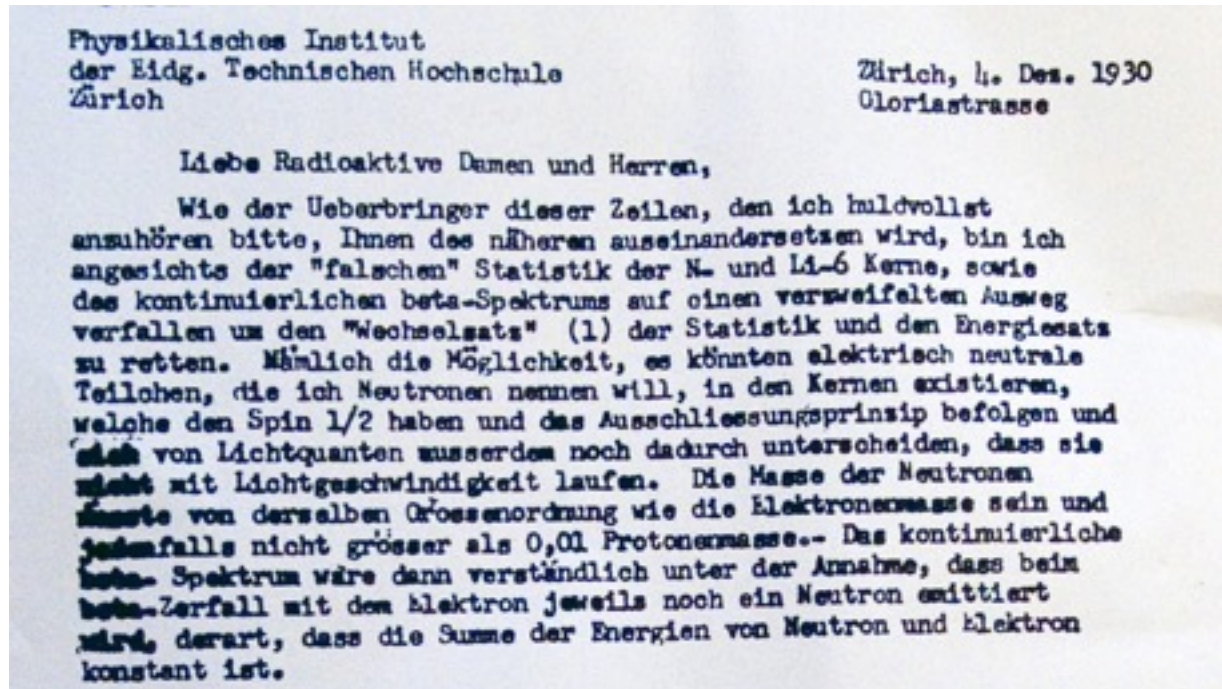 Physikalisches Institut
der Eidg. Technischen Hochschule
Zürich
Zürich, 4. Dez. 1930
Gloriastrasse
Liebe Radioaktive Damen und Herren,
Wie der Ueberbringer dieser Zeilen, den ich huldvollst
anzuhören bitte, Ihnen des näheren auseinandersetzen wird, bin ich
angesichts der "falschen" Statistik der N- und Li-6 Kerne, sowie
des kontinuierlichen beta-Spektrums auf einen verzweifelten Ausweg
verfallen um den "Wechselsatz" (1) der Statistik und den Energiesatz
zu retten. Nämlich die Möglichkeit, es könnten elektrisch neutrale
Teilchen, die ich Neutronen nennen will, in den Kernen existieren,
welche den Spin 1/2 haben und das Ausschliessungsprinzip befolgen und
sich von Lichtquanten ausserdem noch dadurch unterscheiden, dass sie
nicht mit Lichtgeschwindigkeit laufen. Die Masse der Neutronen
von derselben Grossenordnung wie die Elektronenmasse sein und
jedenfalls nicht grösser als 0,01 Protonenmasse.- Das kontinuierliche
beta- Spektrum wäre dann verständlich unter der Annahme, dass beim
beta-Zerfall mit dem Elektron jeweils noch ein Neutron emittiert
wird, derart, dass die Summe der Energien von Neutron und Elektron
konstant ist.